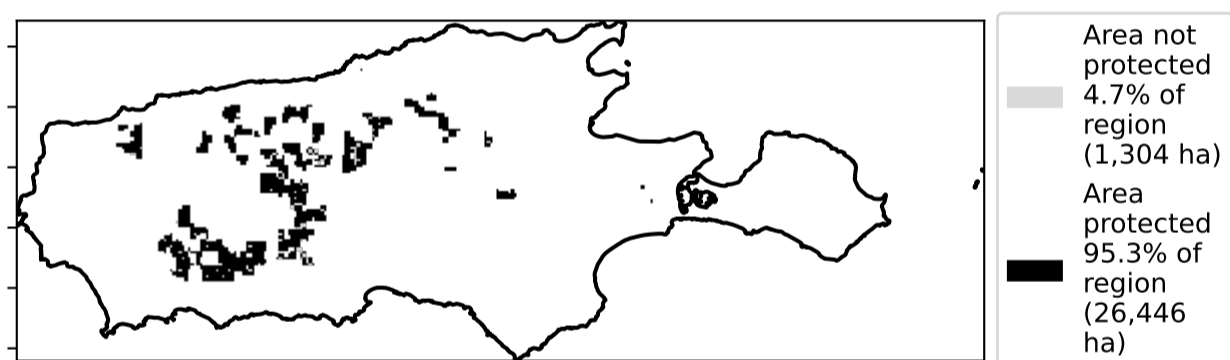 Area not
protected
4.7% of
region
(1,304 ha)
Area
protected
95.3% of
region
(26,446
ha)